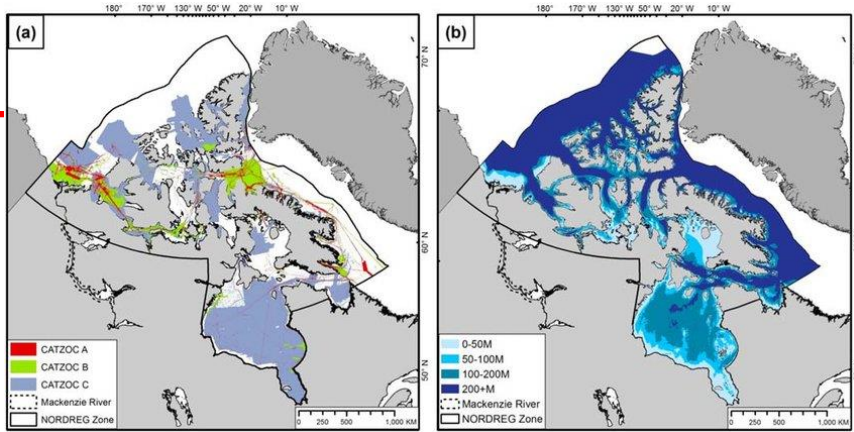 180° 170° W 130° W 50° W 20° W 10° W
(a)
70° N
60° N
50° N
CATZOC A
CATZOC B
CATZOC C
Mackenzie River
NORDREG Zone
250 500 1,000 KM
180° 170° W 130° W 50° W 20° W 10° W
(b)
0-50M
50-100M
100-200M
200+M
Mackenzie River
NORDREG Zone
250 500 1,000 KM